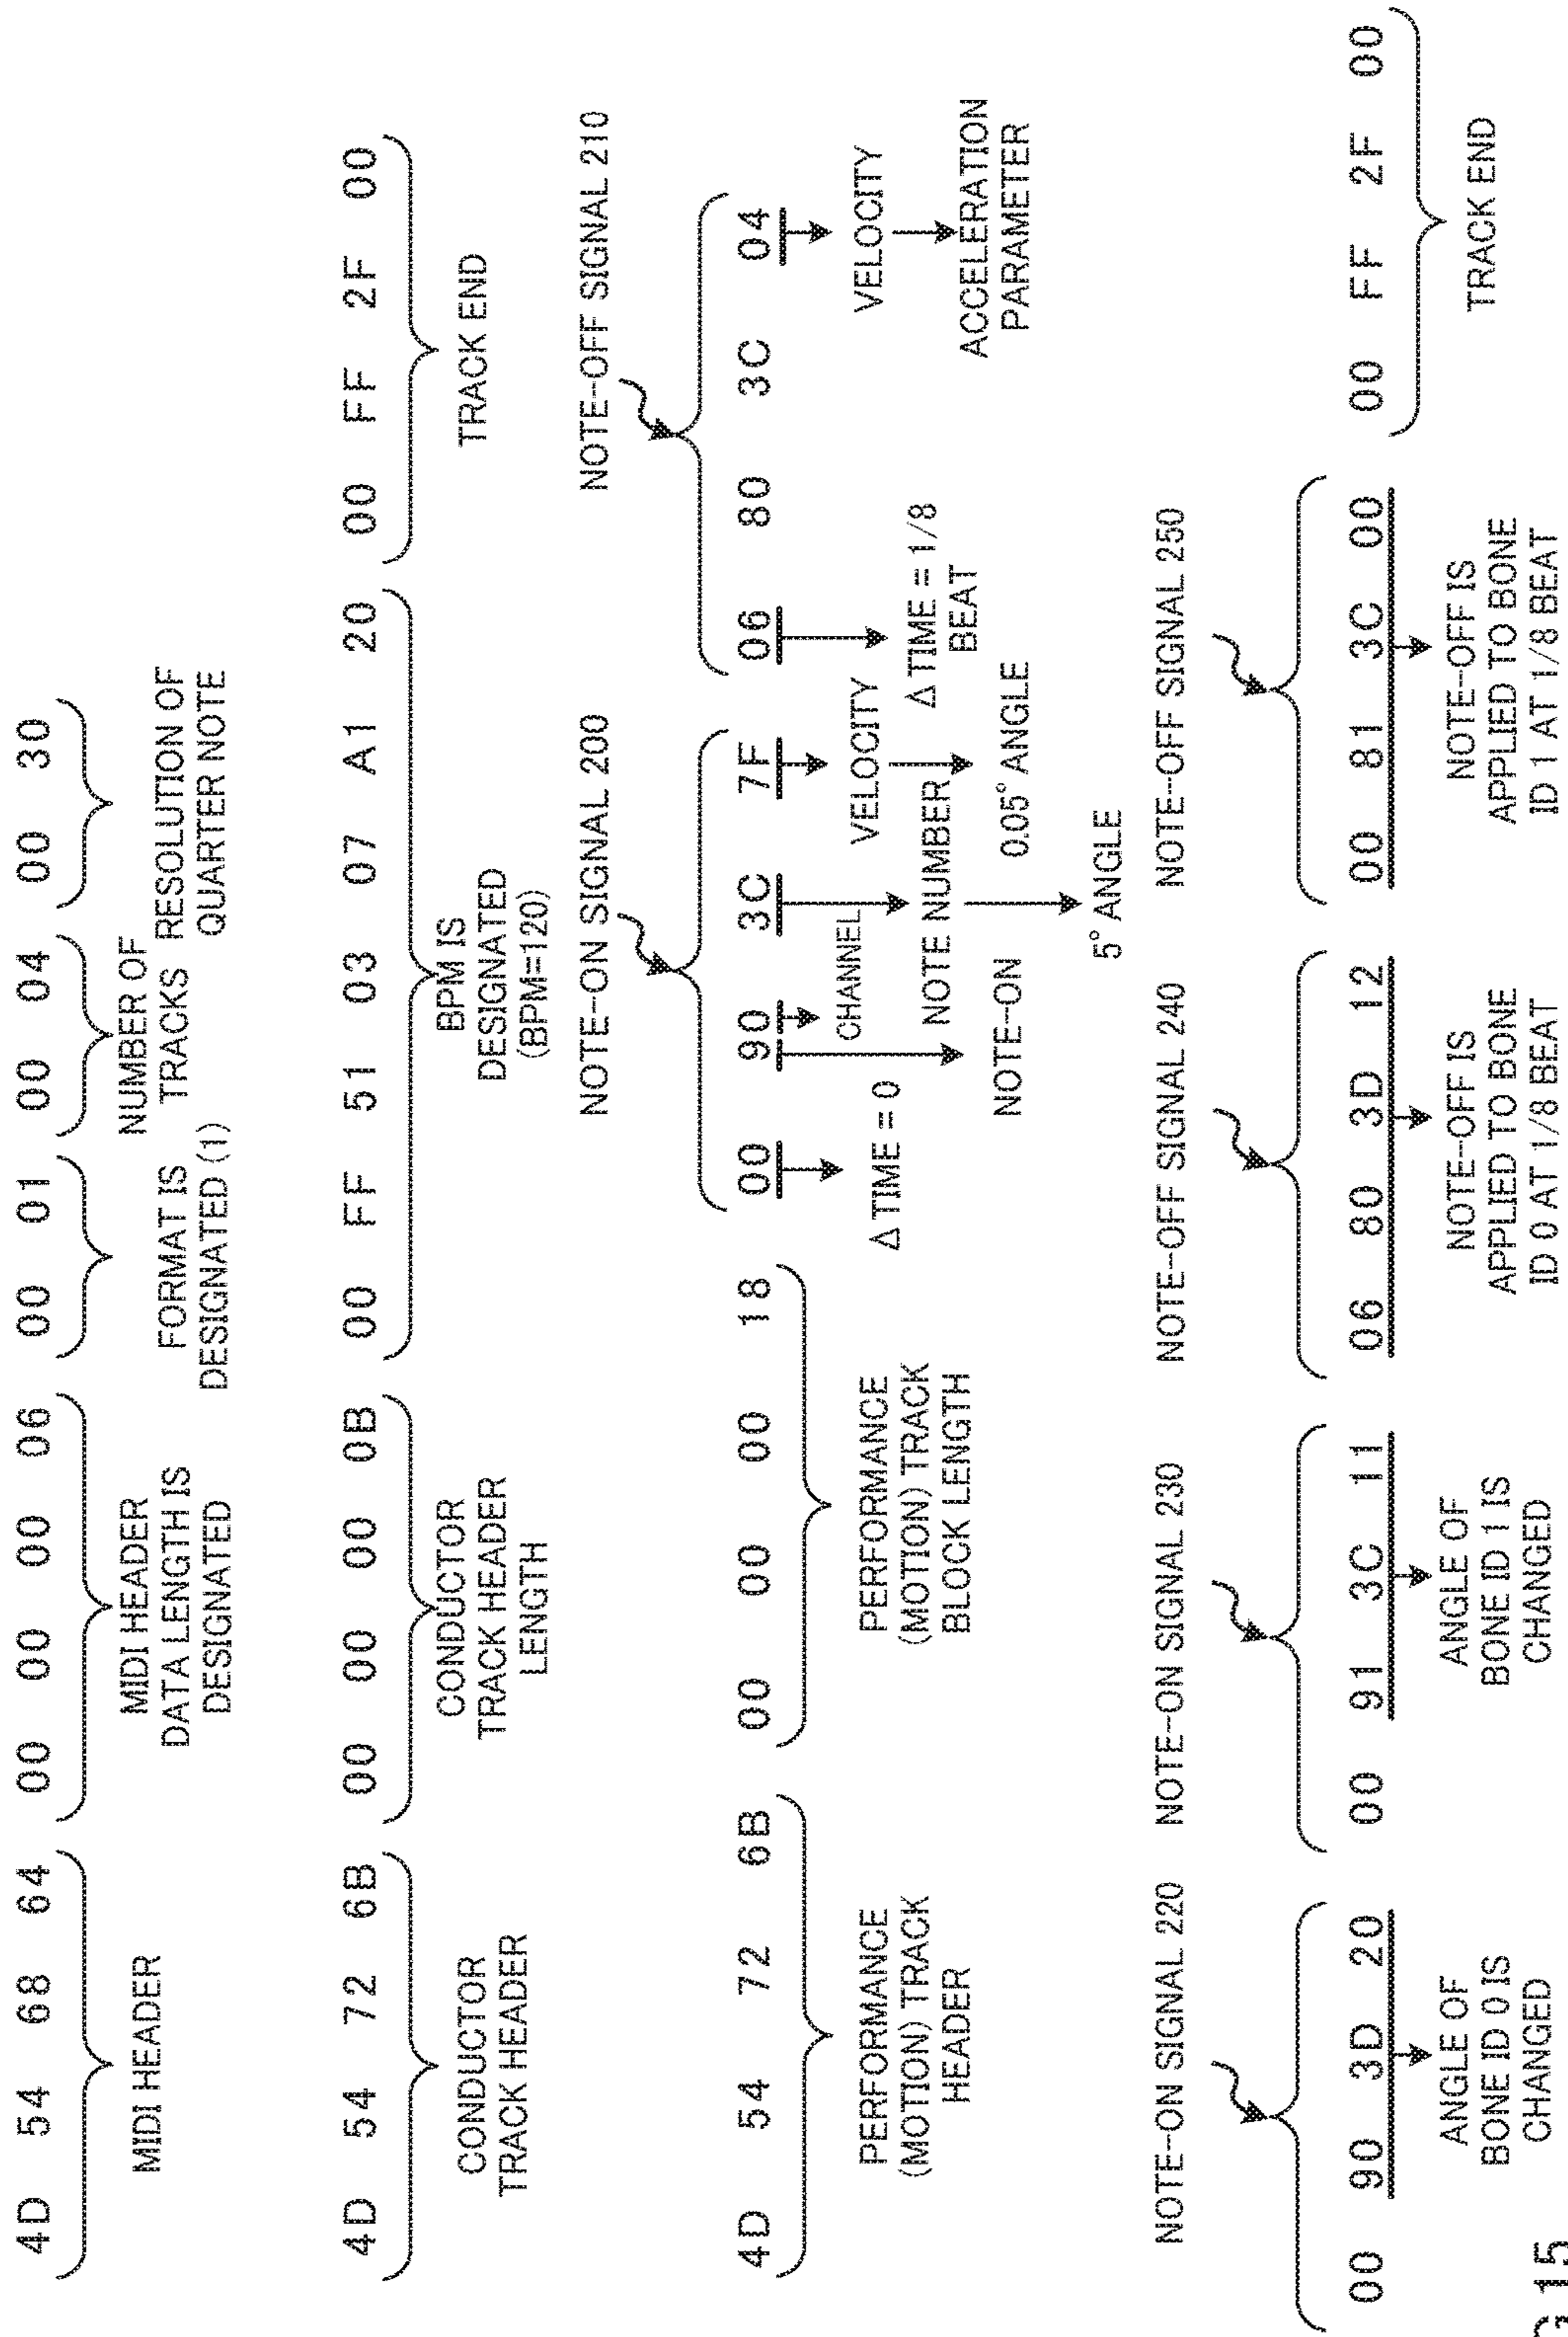 4D 54 68 64 00 00 00 06 00 01 00 04 00 30
MIDI HEADER
MIDI HEADER
DATA LENGTH IS
DESIGNATED
FORMAT IS
DESIGNATED (1)
NUMBER OF
TRACKS
RESOLUTION OF
QUARTER NOTE
4D 54 72 6B 00 00 00 0B 00 FF 51 03 07 A1 20 00 FF 2F 00
CONDUCTOR
TRACK HEADER
CONDUCTOR
TRACK HEADER
LENGTH
BPM IS
DESIGNATED
(BPM=120)
TRACK END
NOTE-ON SIGNAL 200
NOTE-OFF SIGNAL 210
4D 54 72 6B 00 00 00 18 00 90 3C 7F 06 80 3C 04
PERFORMANCE
(MOTION) TRACK
HEADER
PERFORMANCE
(MOTION) TRACK
BLOCK LENGTH
Δ TIME = 0
CHANNEL
NOTE-ON
NOTE NUMBER
5° ANGLE
VELOCITY
0.05° ANGLE
Δ TIME = 1/8
BEAT
VELOCITY
ACCELERATION
PARAMETER
NOTE-ON SIGNAL 220
NOTE-ON SIGNAL 230
NOTE-OFF SIGNAL 240
NOTE-OFF SIGNAL 250
00 90 3D 20 00 91 3C 11 06 80 3D 12 00 81 3C 00 00 FF 2F 00
ANGLE OF
BONE ID 0 IS
CHANGED
ANGLE OF
BONE ID 1 IS
CHANGED
NOTE-OFF IS
APPLIED TO BONE
ID 0 AT 1/8 BEAT
NOTE-OFF IS
APPLIED TO BONE
ID 1 AT 1/8 BEAT
TRACK END
15